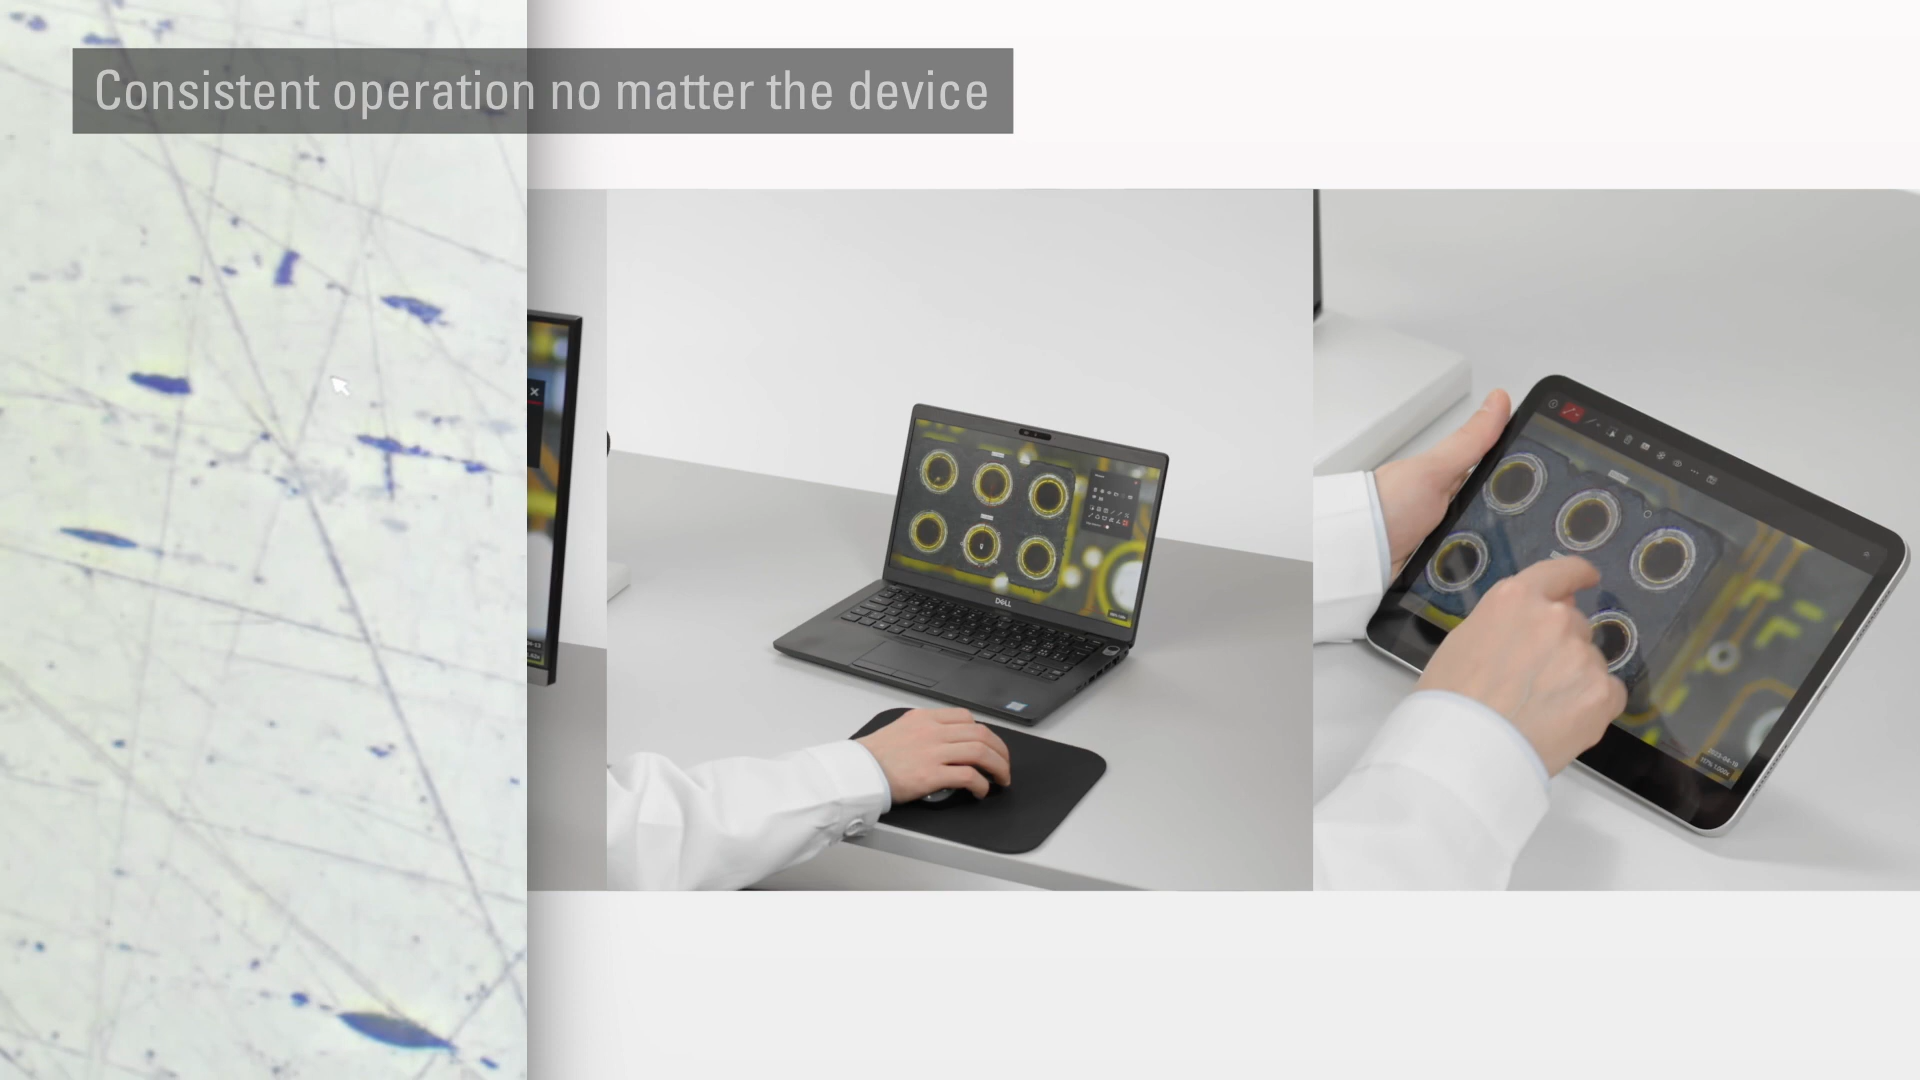 Consistent operation no matter the device
DELL